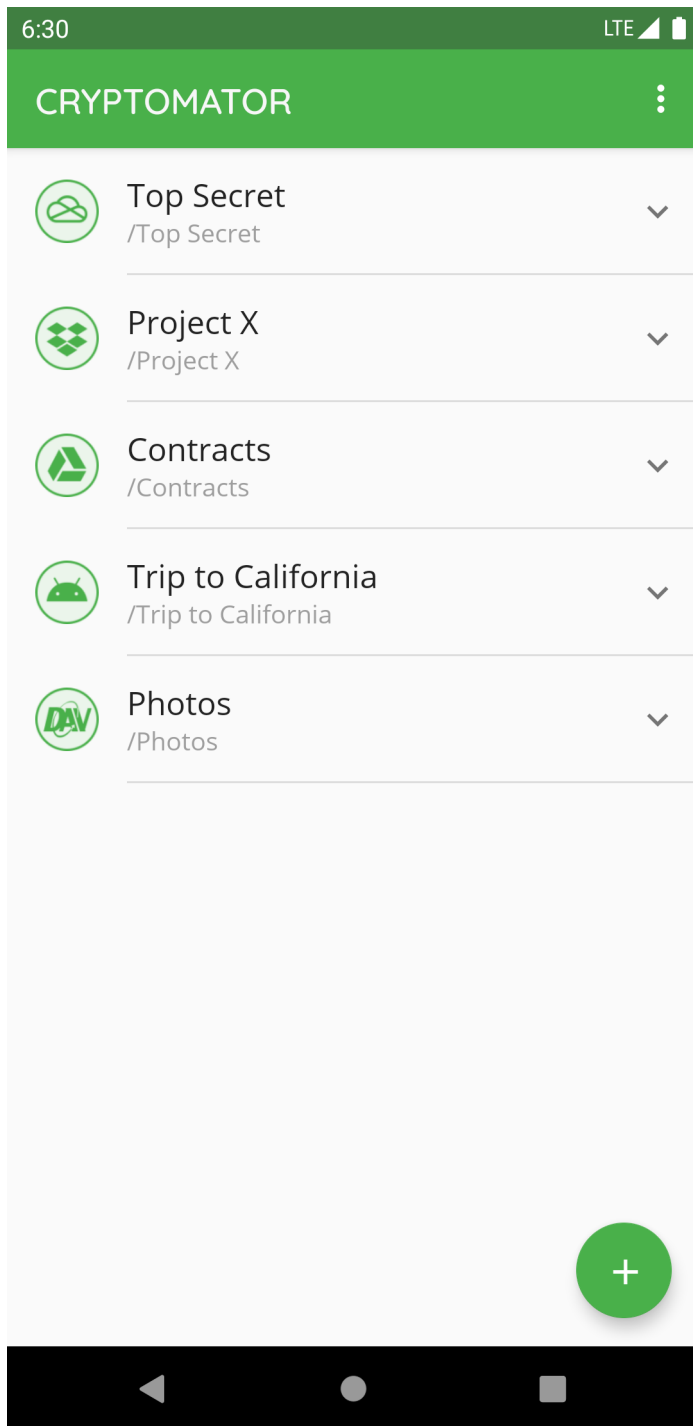 6:30
LTE
CRYPTOMATOR
Top Secret
/Top Secret
Project X
/Project X
Contracts
/Contracts
Trip to California
/Trip to California
DAV
Photos
/Photos